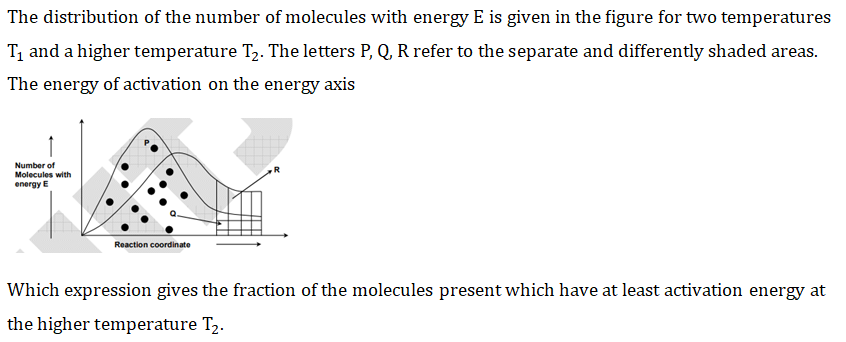 The distribution of the number of molecules with energy E is given in the figure for two temperatures
T₁ and a higher temperature T₂. The letters P, Q, R refer to the separate and differently shaded areas.
The energy of activation on the energy axis
P
R
Number of
Molecules with
energy E
Q
Reaction coordinate
Which expression gives the fraction of the molecules present which have at least activation energy at
the higher temperature T₂.